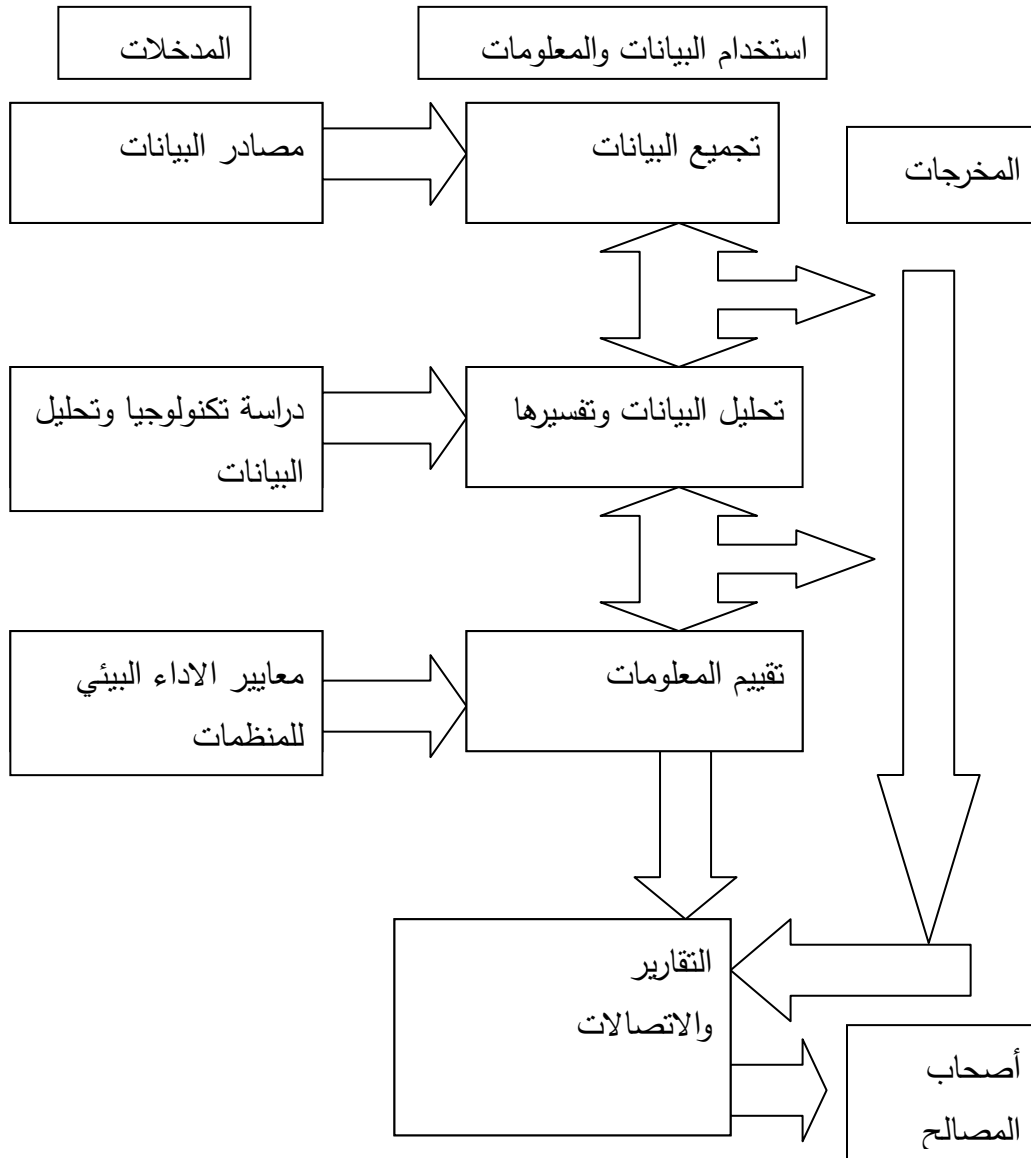 المدخلات
استخدام البيانات والمعلومات
مصادر البيانات
تجميع البيانات
المخرجات
دراسة تكنولوجيا وتحليل
البيانات
تحليل البيانات وتفسيرها
معايير الاداء البيئي
للمنظمات
تقييم المعلومات
التقارير
والاتصالات
أصحاب
المصالح